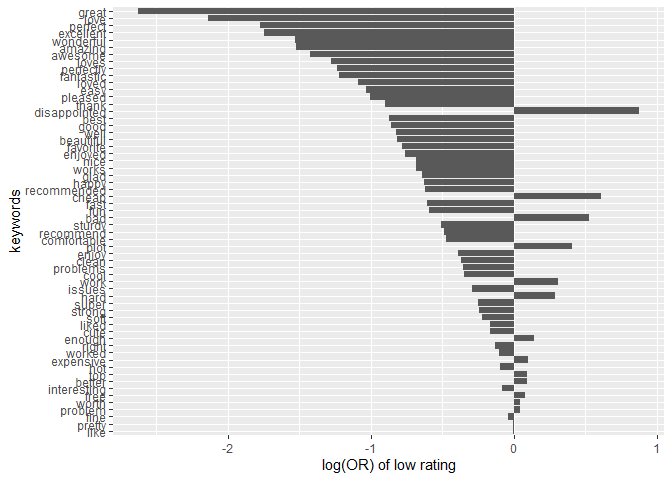 great
love
perfect
excellent
wonderful
amazing
awesome
loves
perfectly
fantastic
loved
easy
pleased
thank
disappointed
best
good
well
beautiful
favorite
enjoyed
nice
works
glad
happy
recommended
cheap
fast
fun
bad
sturdy
recommend
comfortable
plot
enjoy
clean
problems
cool
work
issues
hard
super
strong
soft
liked
cute
enough
right
worked
expensive
hot
top
better
interesting
free
worth
problem
fine
pretty
like
keywords
-2
-1
0
1
log(OR) of low rating